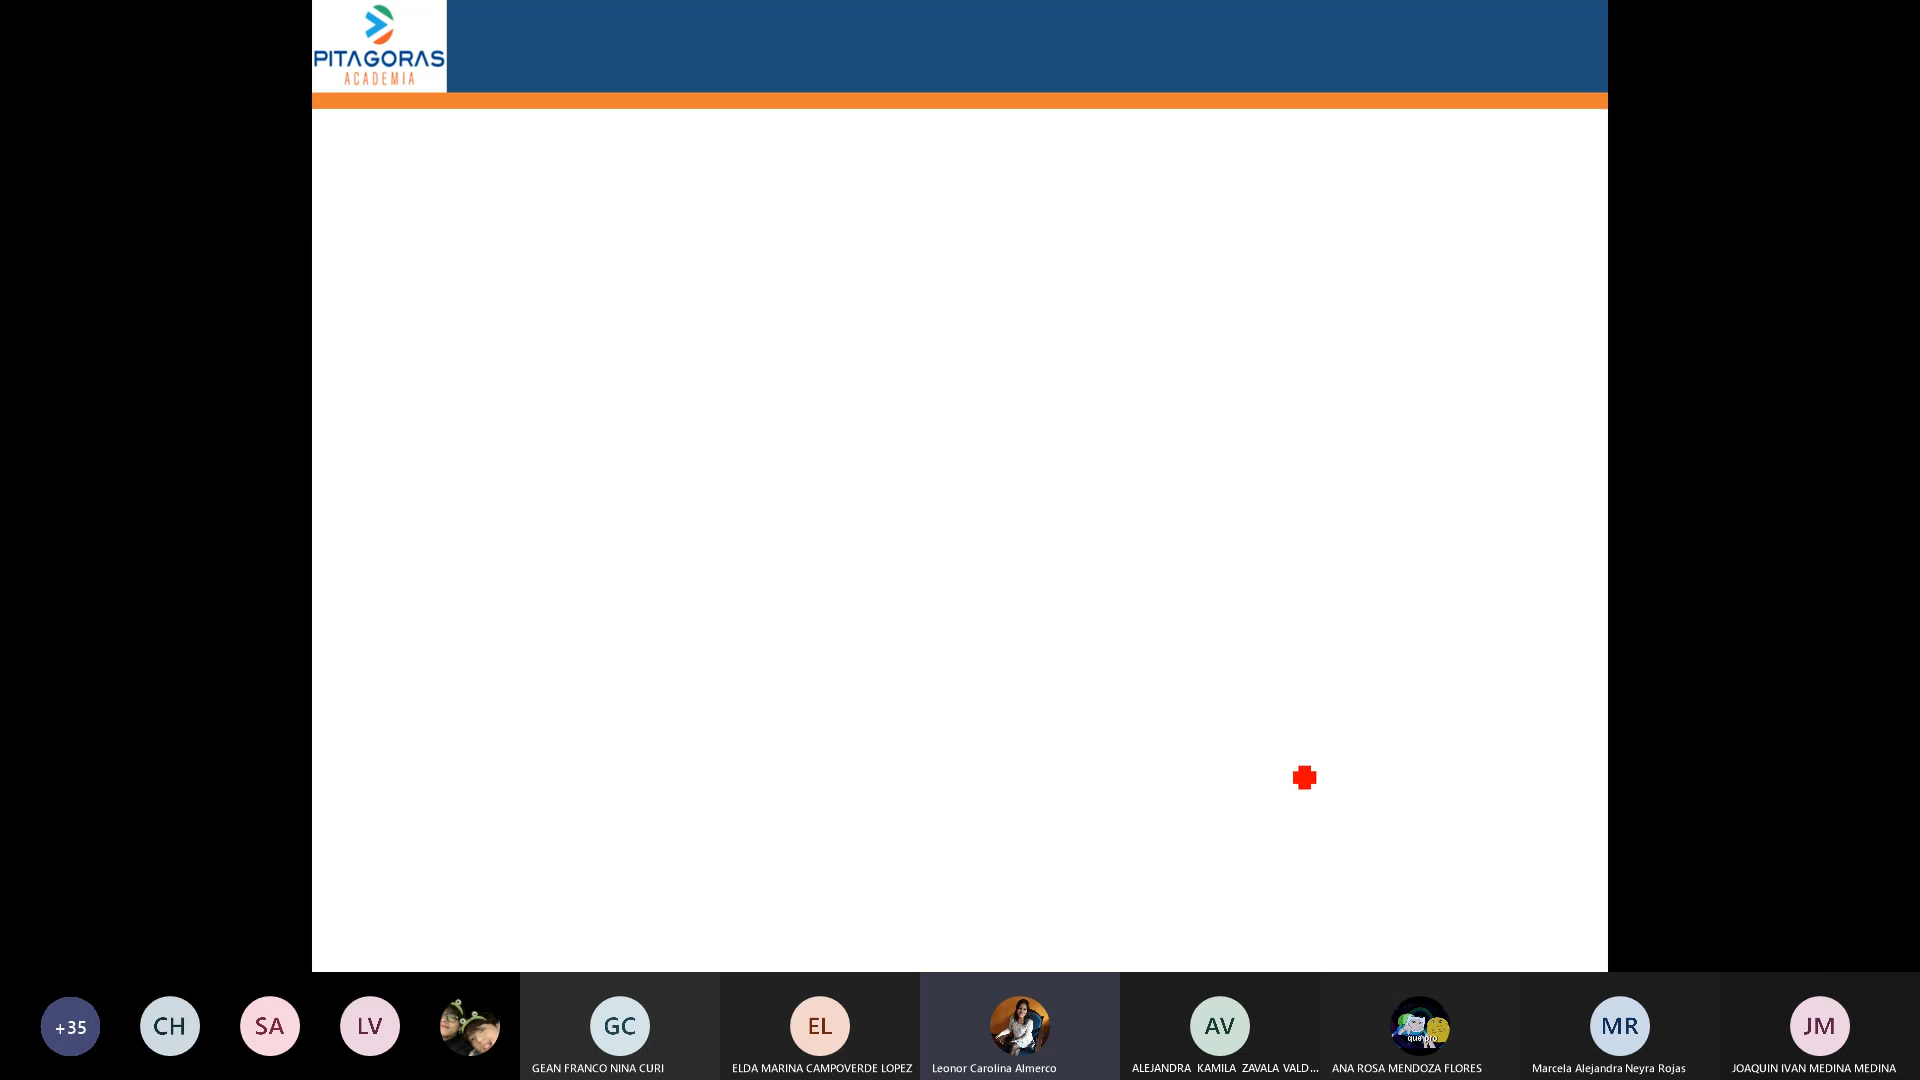 PITAGORAS
ACADEMIA
+35
CH
SA
LV
GC
EL
AV
que pro
MR
JM
GEAN FRANCO NINA CURI
ELDA MARINA CAMPOVERDE LOPEZ
Leonor Carolina Almerco
ALEJANDRA KAMILA ZAVALA VALD...
ANA ROSA MENDOZA FLORES
Marcela Alejandra Neyra Rojas
JOAQUIN IVAN MEDINA MEDINA